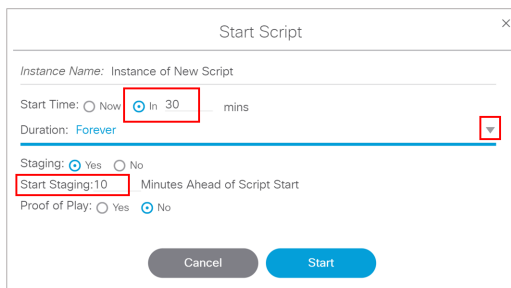 Start Script
Instance Name: Instance of New Script
Start Time: Now In 30 mins
Duration: Forever
Staging: Yes No
Start Staging:10 Minutes Ahead of Script Start
Proof of Play: Yes No
Cancel Start